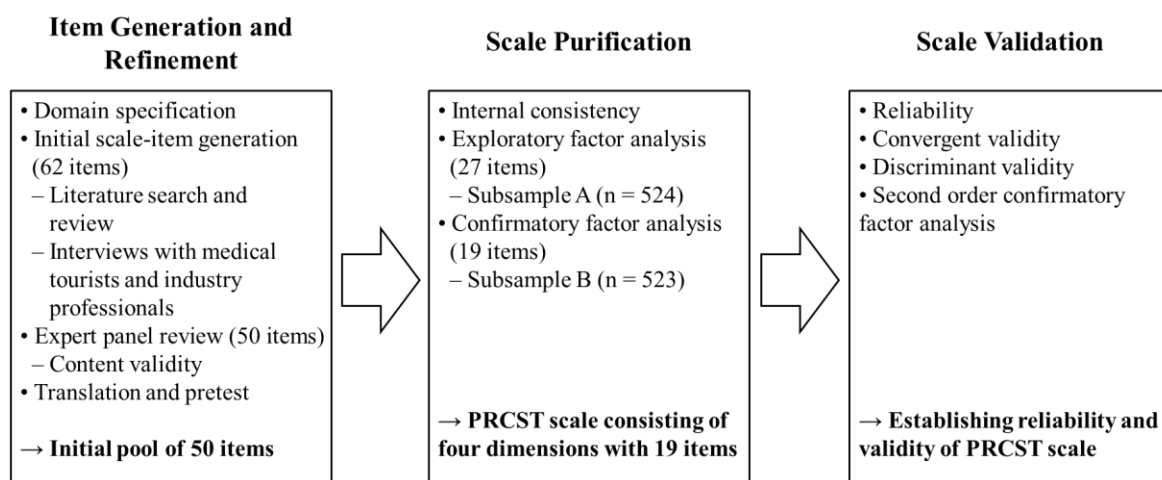 Item Generation and
Refinement
• Domain specification
• Initial scale-item generation
(62 items)
– Literature search and
review
– Interviews with medical
tourists and industry
professionals
• Expert panel review (50 items)
– Content validity
• Translation and pretest
→ Initial pool of 50 items
Scale Purification
• Internal consistency
• Exploratory factor analysis
(27 items)
– Subsample A (n = 524)
• Confirmatory factor analysis
(19 items)
– Subsample B (n = 523)
→ PRCST scale consisting of
four dimensions with 19 items
Scale Validation
• Reliability
• Convergent validity
• Discriminant validity
• Second order confirmatory
factor analysis
→ Establishing reliability and
validity of PRCST scale